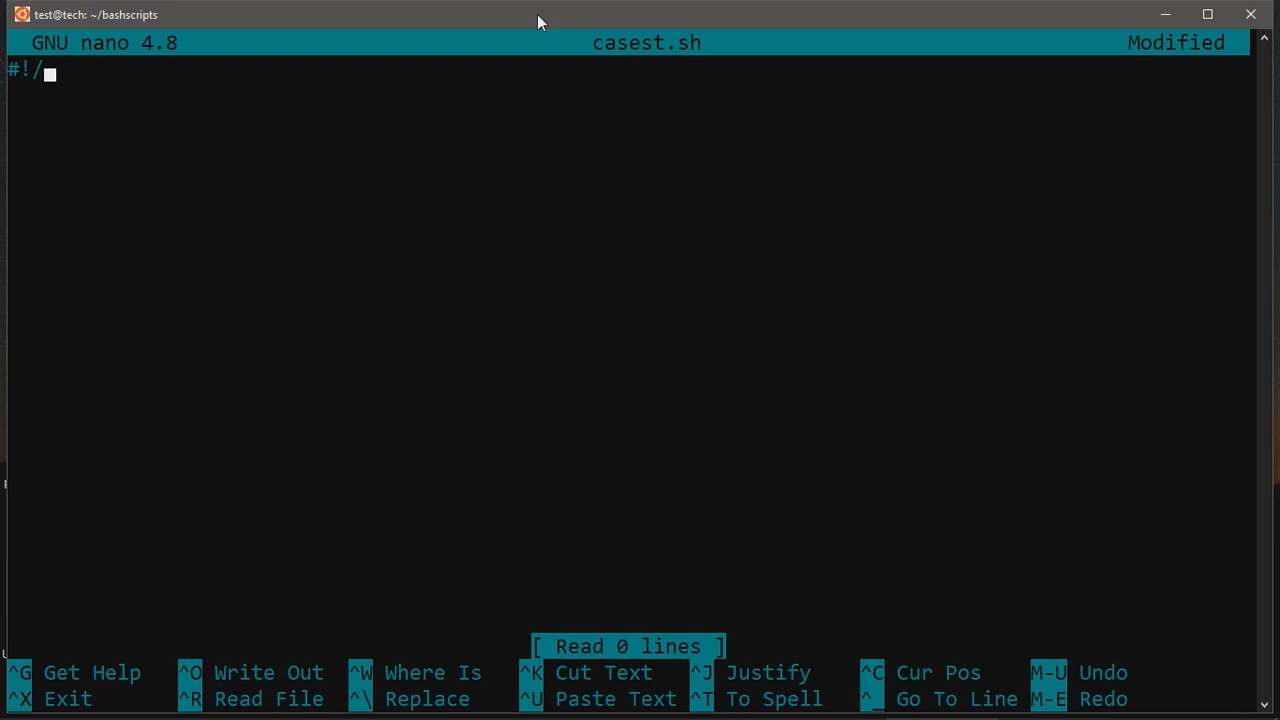 test@tech: ~/bashscripts
GNU nano 4.8 casest.sh Modified
#!/
[ Read 0 lines ]
^G Get Help ^O Write Out ^W Where Is ^K Cut Text ^J Justify ^C Cur Pos M-U Undo
^X Exit ^R Read File ^\ Replace ^U Paste Text ^T To Spell ^_ Go To Line M-E Redo